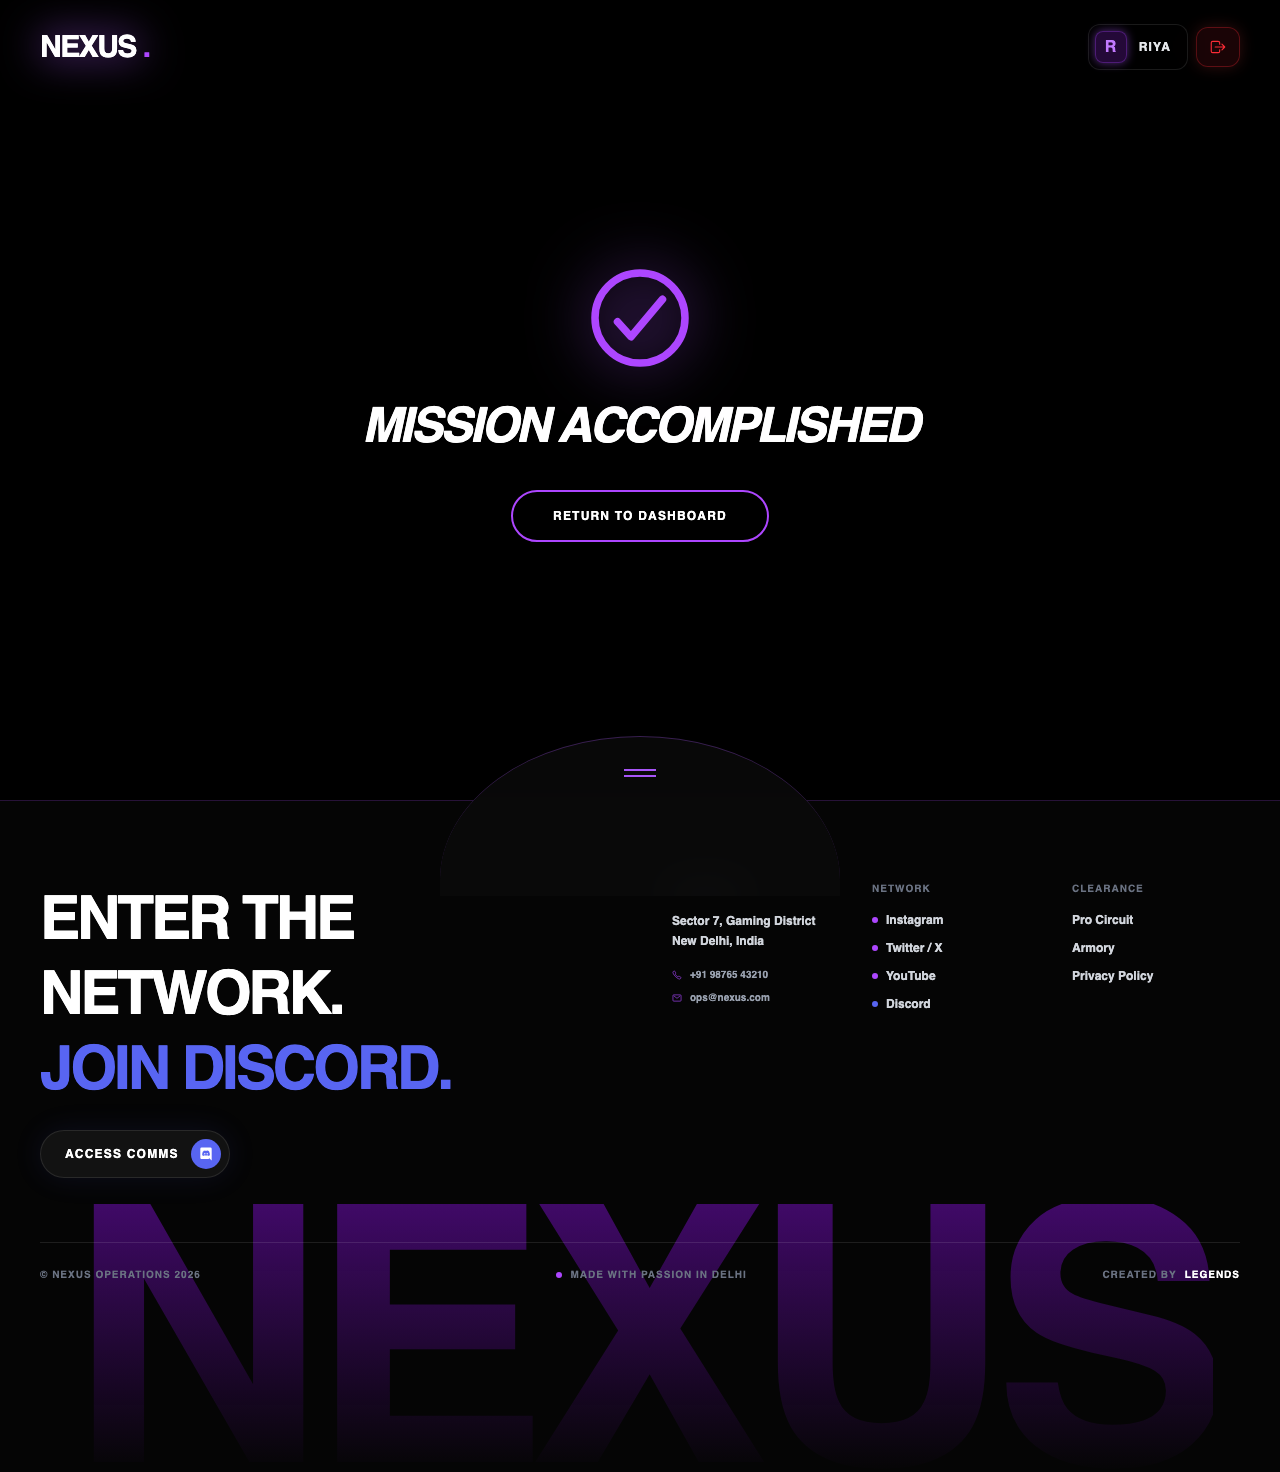 NEXUS .
R RIYA
MISSION ACCOMPLISHED
RETURN TO DASHBOARD
ENTER THE
NETWORK.
JOIN DISCORD.
ACCESS COMMS
Sector 7, Gaming District
New Delhi, India
+91 98765 43210
ops@nexus.com
NETWORK
Instagram
Twitter / X
YouTube
Discord
CLEARANCE
Pro Circuit
Armory
Privacy Policy
NEXUS
© NEXUS OPERATIONS 2026
MADE WITH PASSION IN DELHI
CREATED BY LEGENDS